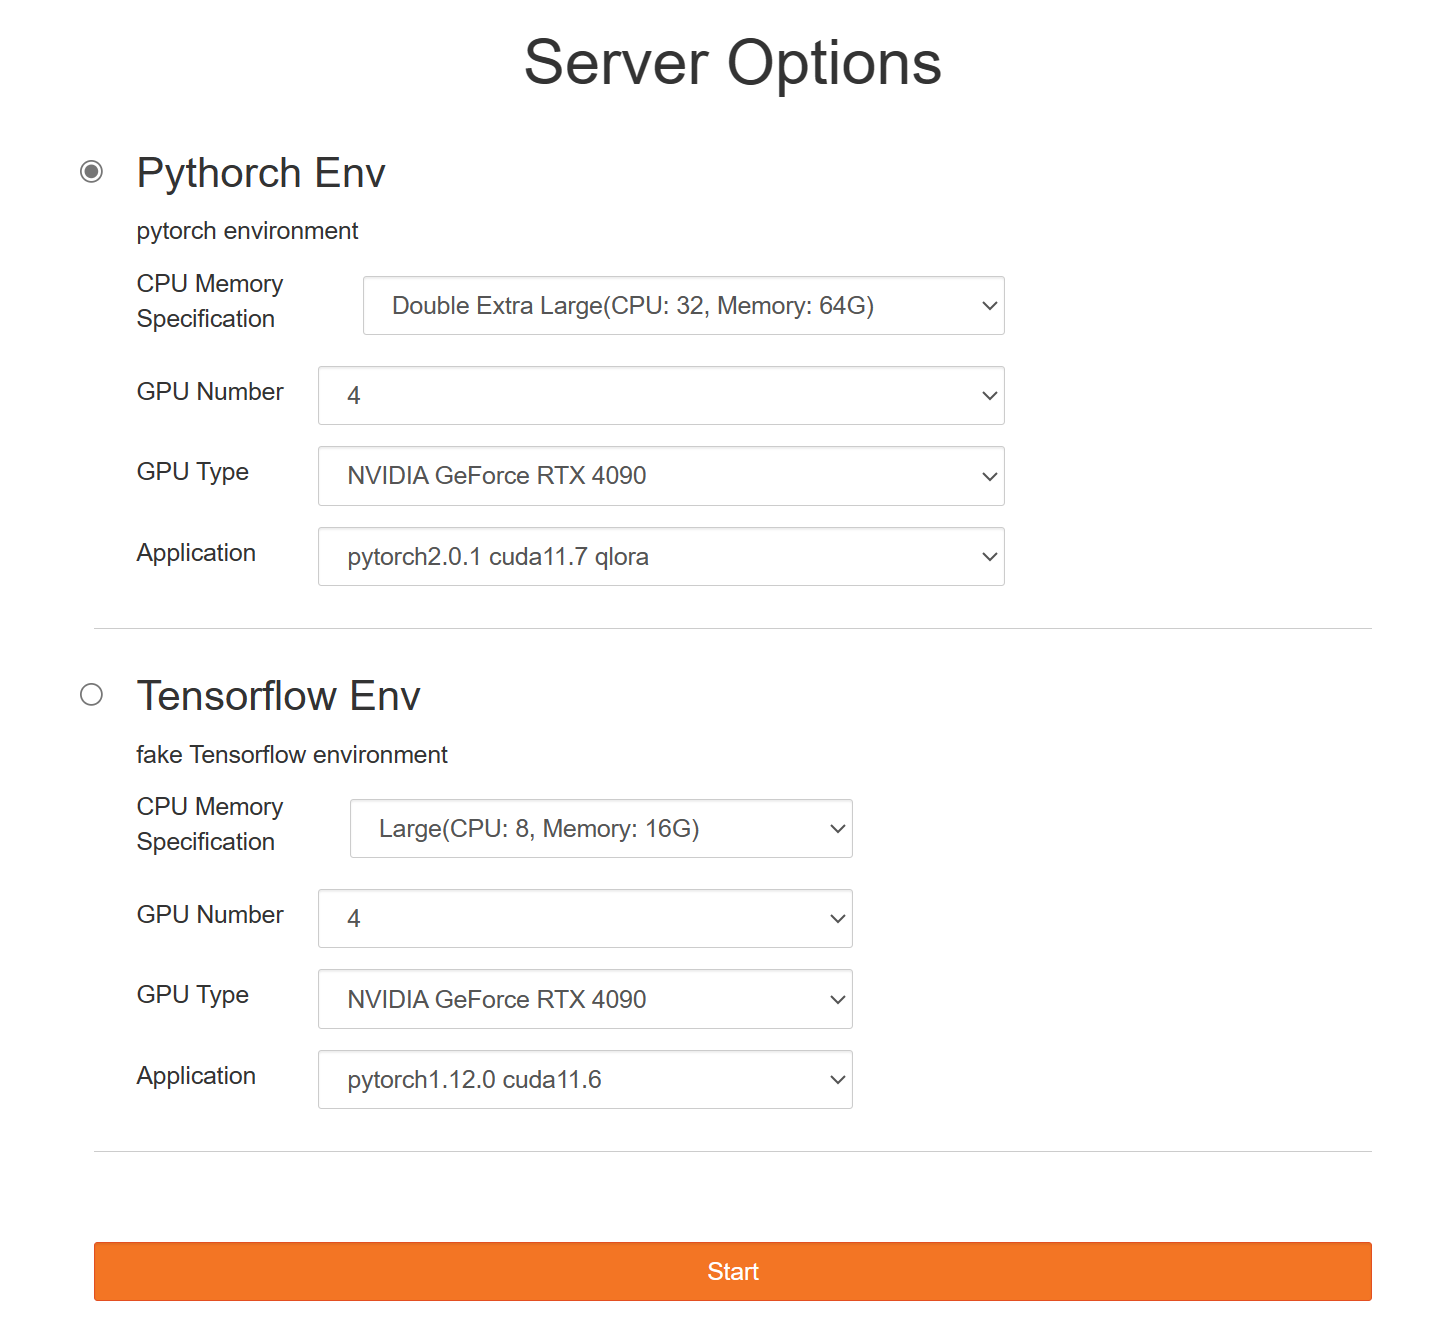 Server Options
Pythorch Env
pytorch environment
CPU Memory
Specification
Double Extra Large(CPU: 32, Memory: 64G)
GPU Number
4
GPU Type
NVIDIA GeForce RTX 4090
Application
pytorch2.0.1 cuda11.7 qlora
Tensorflow Env
fake Tensorflow environment
CPU Memory
Specification
Large(CPU: 8, Memory: 16G)
GPU Number
4
GPU Type
NVIDIA GeForce RTX 4090
Application
pytorch1.12.0 cuda11.6
Start